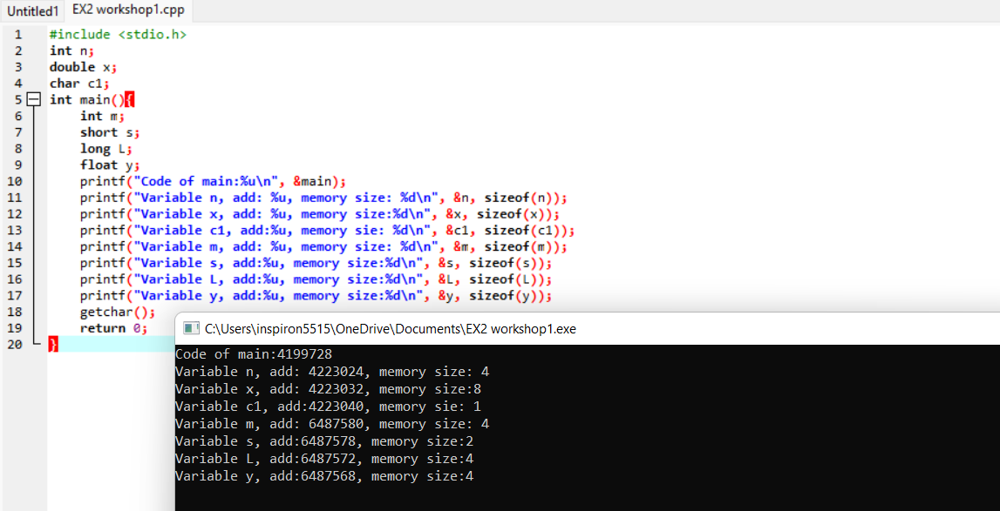 Untitled1 EX2 workshop1.cpp
1 #include <stdio.h>
2 int n;
3 double x;
4 char c1;
5 int main(){
6 int m;
7 short s;
8 long L;
9 float y;
10 printf("Code of main:%u\n", &main);
11 printf("Variable n, add: %u, memory size: %d\n", &n, sizeof(n));
12 printf("Variable x, add: %u, memory size:%d\n", &x, sizeof(x));
13 printf("Variable c1, add:%u, memory sie: %d\n", &c1, sizeof(c1));
14 printf("Variable m, add: %u, memory size: %d\n", &m, sizeof(m));
15 printf("Variable s, add:%u, memory size:%d\n", &s, sizeof(s));
16 printf("Variable L, add:%u, memory size:%d\n", &L, sizeof(L));
17 printf("Variable y, add:%u, memory size:%d\n", &y, sizeof(y));
18 getchar();
19 return 0;
20 }
C:\Users\inspiron5515\OneDrive\Documents\EX2 workshop1.exe
Code of main:4199728
Variable n, add: 4223024, memory size: 4
Variable x, add: 4223032, memory size:8
Variable c1, add:4223040, memory sie: 1
Variable m, add: 6487580, memory size: 4
Variable s, add:6487578, memory size:2
Variable L, add:6487572, memory size:4
Variable y, add:6487568, memory size:4